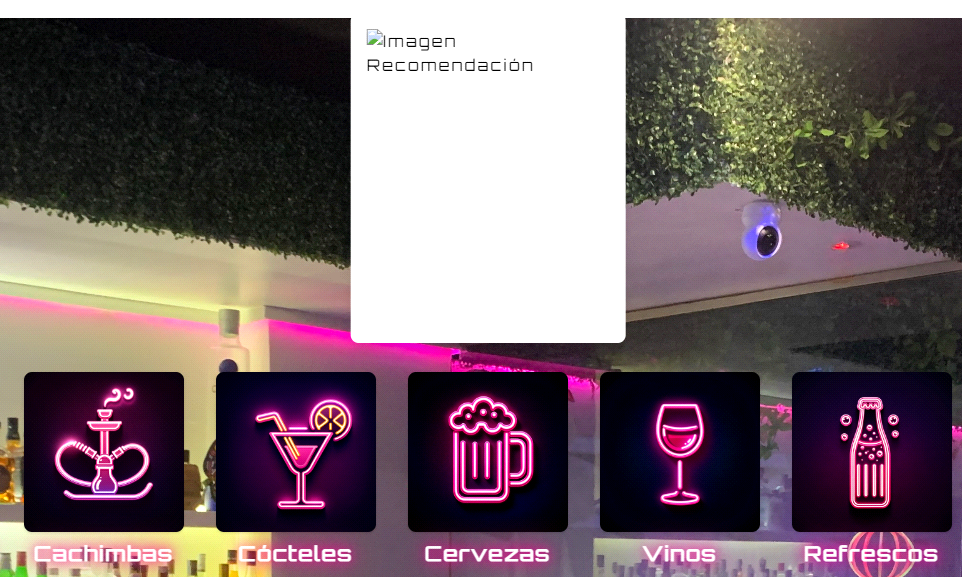 Imagen
Recomendación
Cachimbas
Cócteles
Cervezas
Vinos
Refrescos